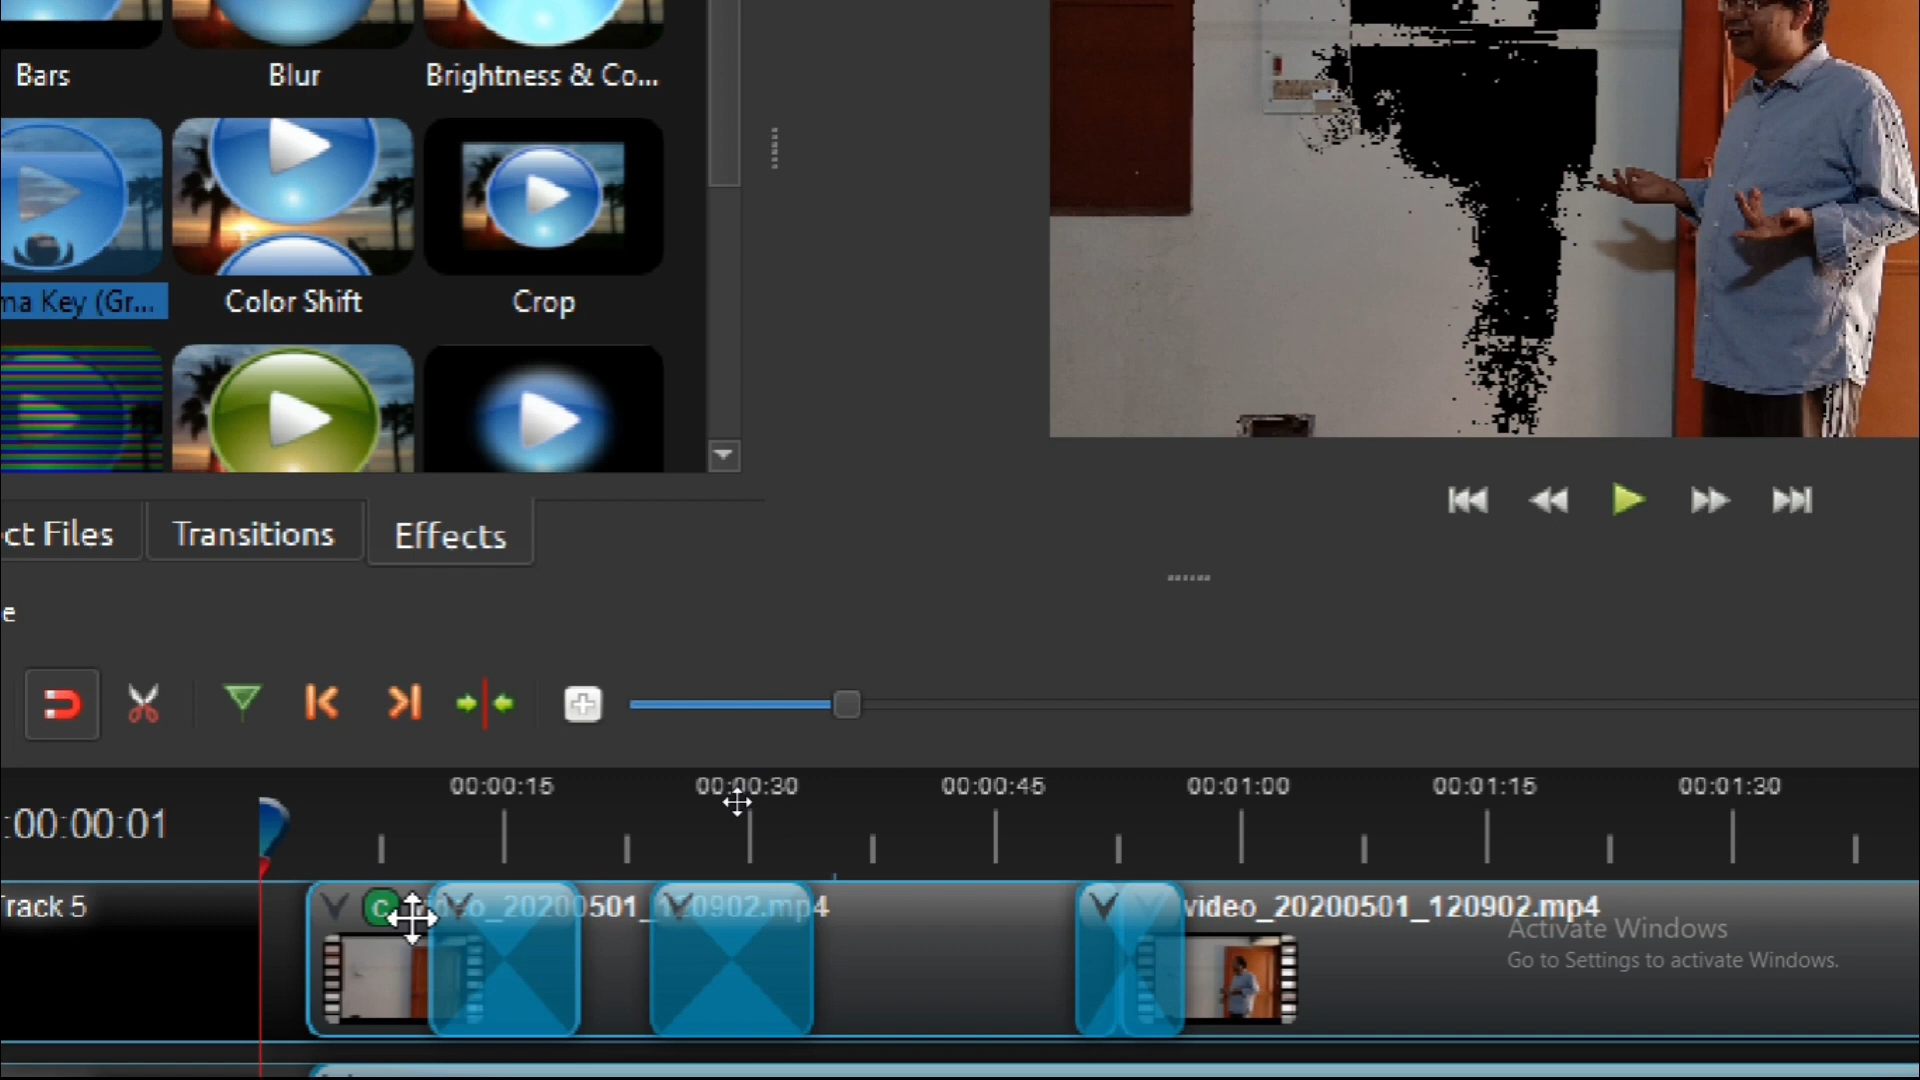 Bars
Blur
Brightness & Co...
ma Key (Gr...
Color Shift
Crop
ct Files
Transitions
Effects
e
00:00:15
00:00:30
00:00:45
00:01:00
00:01:15
00:01:30
:00:00:01
rack 5
C
deo_20200501_120902.mp4
video_20200501_120902.mp4
Activate Windows
Go to Settings to activate Windows.